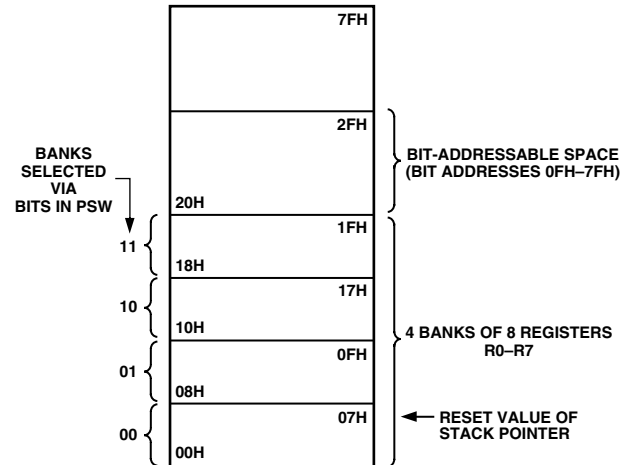 7FH
2FH
BANKS
SELECTED
VIA
BITS IN PSW
BIT-ADDRESSABLE SPACE
(BIT ADDRESSES 0FH–7FH)
20H
1FH
11
18H
17H
10
10H
4 BANKS OF 8 REGISTERS
R0–R7
0FH
01
08H
07H
RESET VALUE OF
STACK POINTER
00
00H